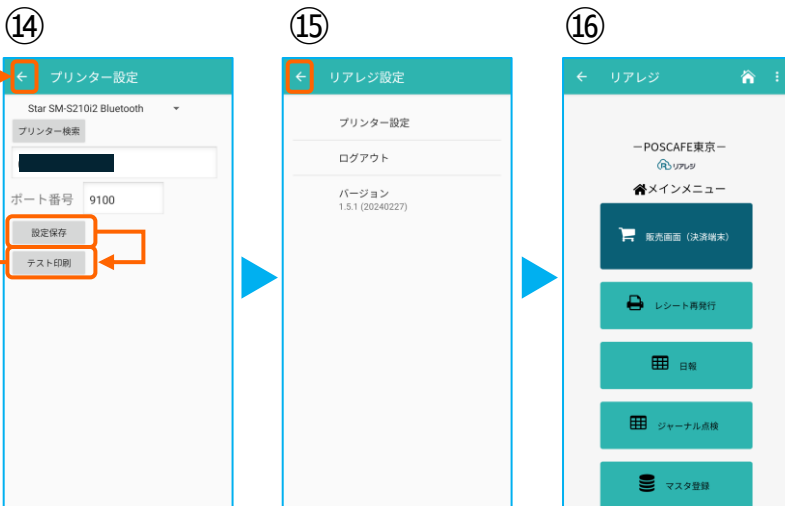 ⑭
プリンター設定
Star SM-S210i2 Bluetooth
プリンター検索
ポート番号 9100
設定保存
テスト印刷
⑮
リアレジ設定
プリンター設定
ログアウト
バージョン
1.5.1 (20240227)
⑯
リアレジ
－POSCAFE東京－
リアレジ
メインメニュー
販売画面（決済端末）
レシート再発行
日報
ジャーナル点検
マスタ登録